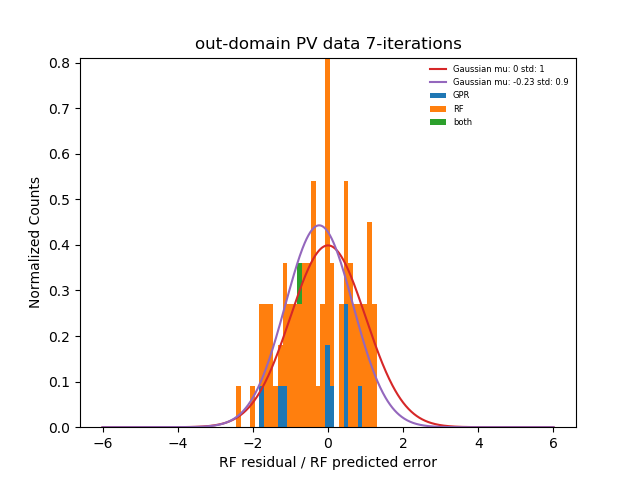 out-domain PV data 7-iterations
Gaussian mu: 0 std: 1
Gaussian mu: -0.23 std: 0.9
GPR
RF
both
Normalized Counts
0.8
0.7
0.6
0.5
0.4
0.3
0.2
0.1
0.0
−6 −4 −2 0 2 4 6
RF residual / RF predicted error